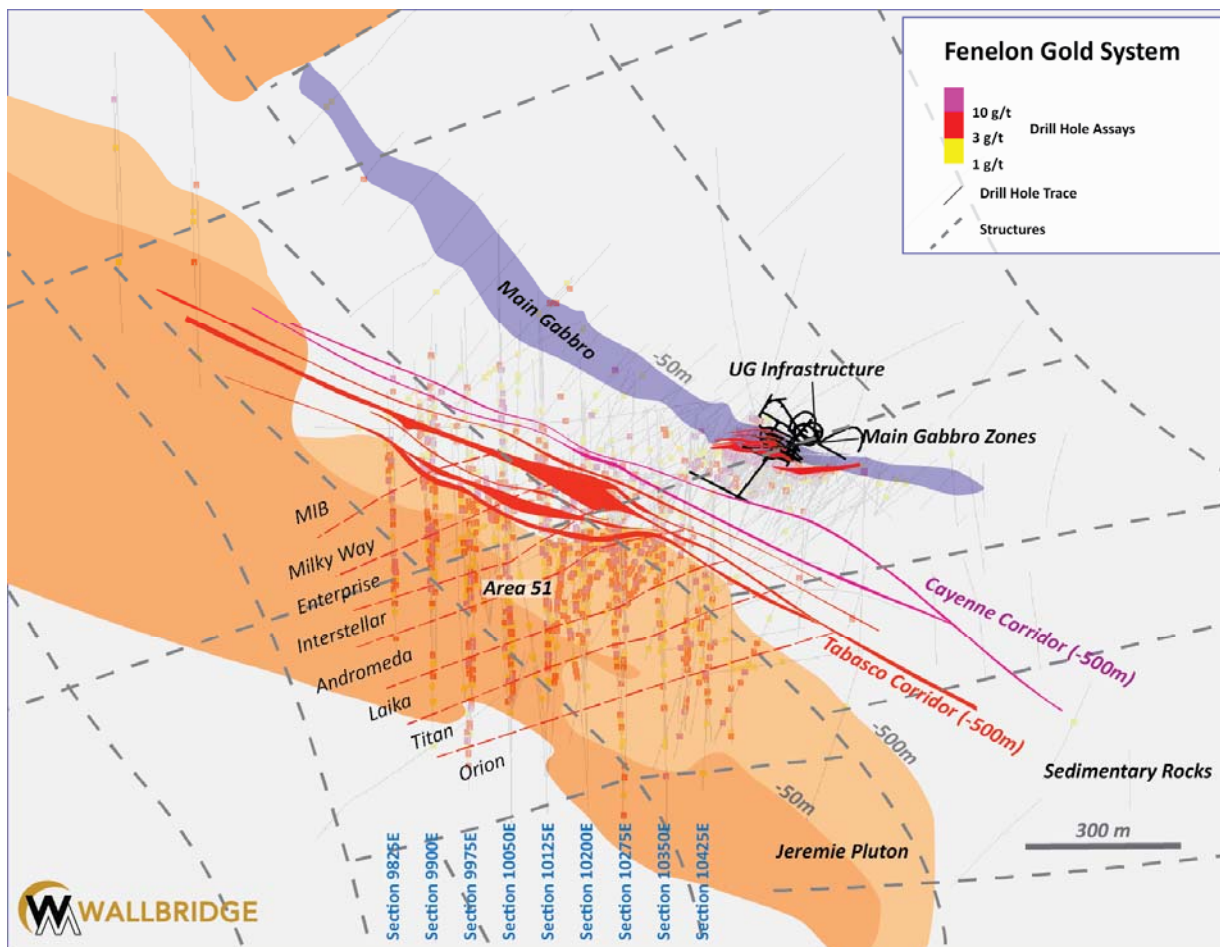 Fenelon Gold System
10 g/t
3 g/t
1 g/t
Drill Hole Assays
Drill Hole Trace
Structures
Main Gabbro
-50m
UG Infrastructure
Main Gabbro Zones
MIB
Milky Way
Enterprise
Interstellar
Andromeda
Laika
Titan
Orion
Area 51
Cayenne Corridor (-500m)
Tabasco Corridor (-500m)
-500m
-50m
Sedimentary Rocks
Jeremie Pluton
300 m
Section 9825E
Section 9900E
Section 9975E
Section 10050E
Section 10125E
Section 10200E
Section 10275E
Section 10350E
Section 10425E
WALLBRIDGE